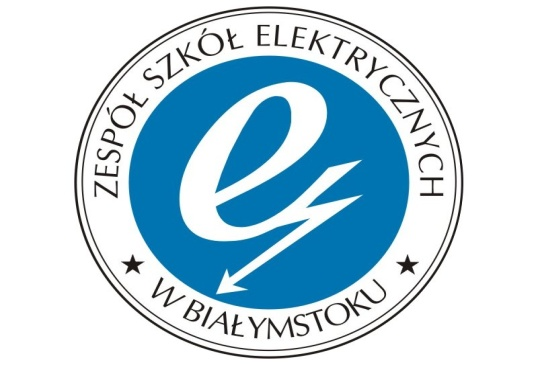 ZESPÓŁ SZKÓŁ ELEKTRYCZNYCH
e
W BIAŁYMSTOKU